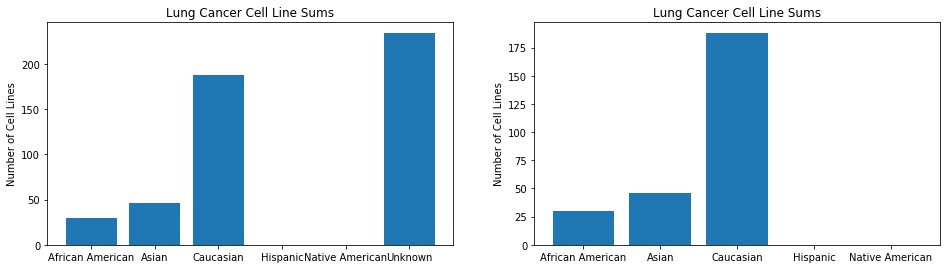 Lung Cancer Cell Line Sums
Number of Cell Lines
200
150
100
50
0
African American Asian Caucasian Hispanic Native American Unknown
Lung Cancer Cell Line Sums
Number of Cell Lines
175
150
125
100
75
50
25
0
African American Asian Caucasian Hispanic Native American